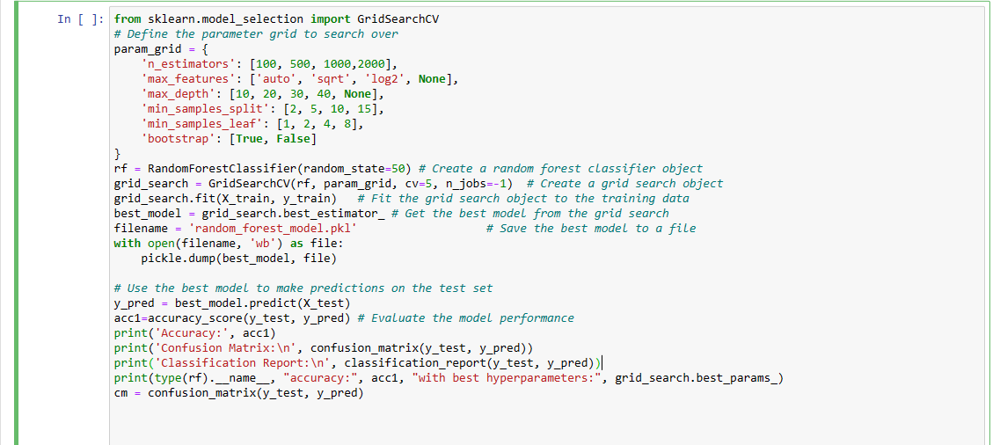 In [ ]: from sklearn.model_selection import GridSearchCV
# Define the parameter grid to search over
param_grid = {
    'n_estimators': [100, 500, 1000,2000],
    'max_features': ['auto', 'sqrt', 'log2', None],
    'max_depth': [10, 20, 30, 40, None],
    'min_samples_split': [2, 5, 10, 15],
    'min_samples_leaf': [1, 2, 4, 8],
    'bootstrap': [True, False]
}
rf = RandomForestClassifier(random_state=50) # Create a random forest classifier object
grid_search = GridSearchCV(rf, param_grid, cv=5, n_jobs=-1)  # Create a grid search object
grid_search.fit(X_train, y_train)   # Fit the grid search object to the training data
best_model = grid_search.best_estimator_ # Get the best model from the grid search
filename = 'random_forest_model.pkl'                   # Save the best model to a file
with open(filename, 'wb') as file:
    pickle.dump(best_model, file)

# Use the best model to make predictions on the test set
y_pred = best_model.predict(X_test)
acc1=accuracy_score(y_test, y_pred) # Evaluate the model performance
print('Accuracy:', acc1)
print('Confusion Matrix:\n', confusion_matrix(y_test, y_pred))
print('Classification Report:\n', classification_report(y_test, y_pred))
print(type(rf).__name__, "accuracy:", acc1, "with best hyperparameters:", grid_search.best_params_)
cm = confusion_matrix(y_test, y_pred)